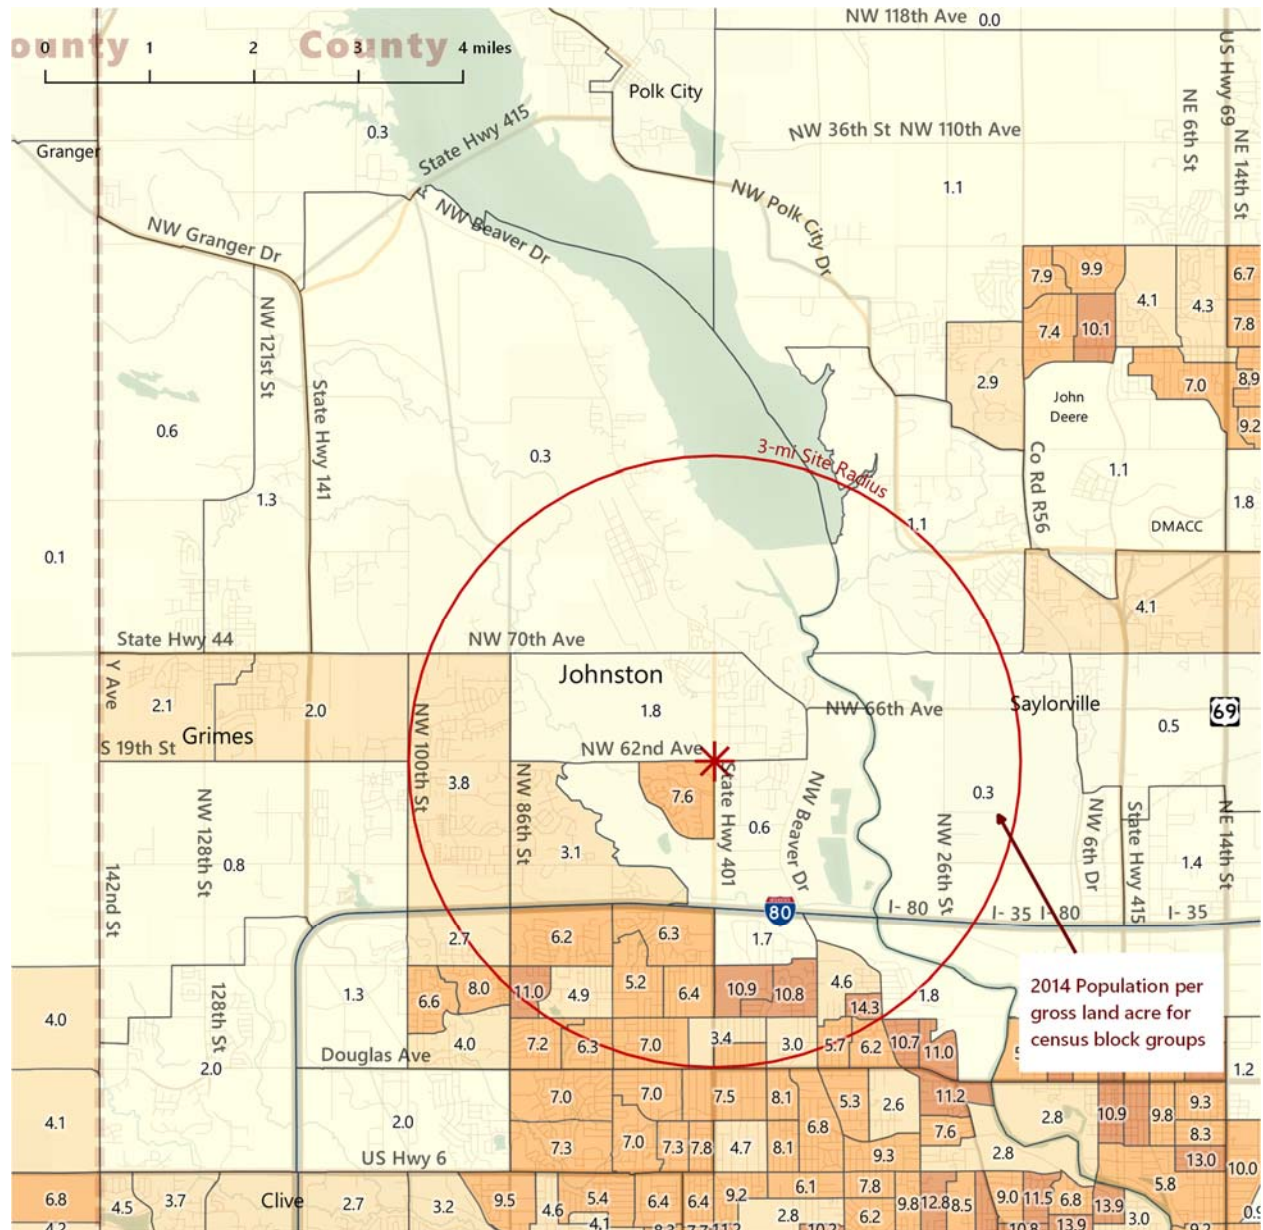 NW 118th Ave 0.0
ounty County
0 1 2 3 4 miles
Polk City
US Hwy 69
NE 6th St
NE 14th St
0.3
State Hwy 415
NW 36th St NW 110th Ave
Granger
1.1
NW Polk City Dr
NW Beaver Dr
NW Granger Dr
7.9 9.9 6.7
4.1 4.3
NW 121st St
7.4 10.1 7.8
State Hwy 141
2.9
John
Deere
7.0 8.9
9.2
0.6
0.3
3-mi Site Radius
Co Rd R56
1.1
1.3
1.8
1.1
DMACC
0.1
4.1
State Hwy 44
NW 70th Ave
Y Ave
Johnston
2.1 2.0
1.8
NW 100th St
NW 66th Ave
Saylorville
69
0.5
Grimes
S 19th St
NW 62nd Ave
3.8
NW 86th St
7.6
State Hwy 401
NW Beaver Dr
0.3
NW 128th St
0.6
NW 26th St
NW 6th Dr
State Hwy 415
NE 14th St
3.1
0.8
1.4
142nd St
80
I- 80
I- 35 I- 80
I- 35
2.7 6.2 6.3 1.7
128th St
1.3
6.6 8.0 11.0 4.9 5.2 6.4 10.9 10.8 4.6 14.3 1.8
2014 Population per
gross land acre for
census block groups
4.0
Douglas Ave
4.0 7.2 6.3 7.0 3.4 3.0 5.7 6.2 10.7 11.0
2.0
1.2
7.0 7.0 7.5 8.1 5.3 2.6 11.2 2.8 10.9 9.8 9.3
4.1
2.0
6.8 7.6 8.3
7.3 7.0 7.3 7.8 4.7 8.1 9.3 2.8 13.0 10.0
US Hwy 6
6.8 4.5 3.7 Clive 2.7 3.2 9.5 4.6 5.4 6.4 6.4 9.2 6.1 7.8 9.8 12.8 8.5 9.0 11.5 6.8 13.9 5.8
4.1 2.8 6.2 13.9 3.0